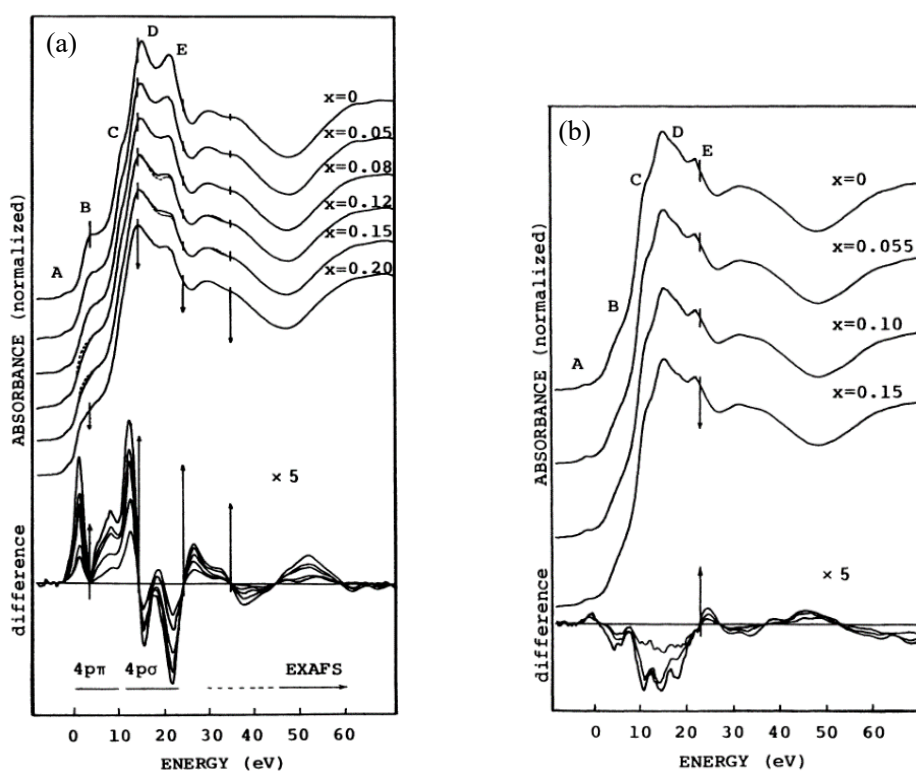 (a)
D
E
x=0
x=0.05
C
x=0.08
x=0.12
B
x=0.15
A
x=0.20
ABSORBANCE (normalized)
× 5
difference
4pπ
4pσ
EXAFS
0 10 20 30 40 50 60
ENERGY (eV)
(b)
D
E
x=0
C
x=0.055
B
x=0.10
A
x=0.15
ABSORBANCE (normalized)
× 5
difference
0 10 20 30 40 50 60
ENERGY (eV)